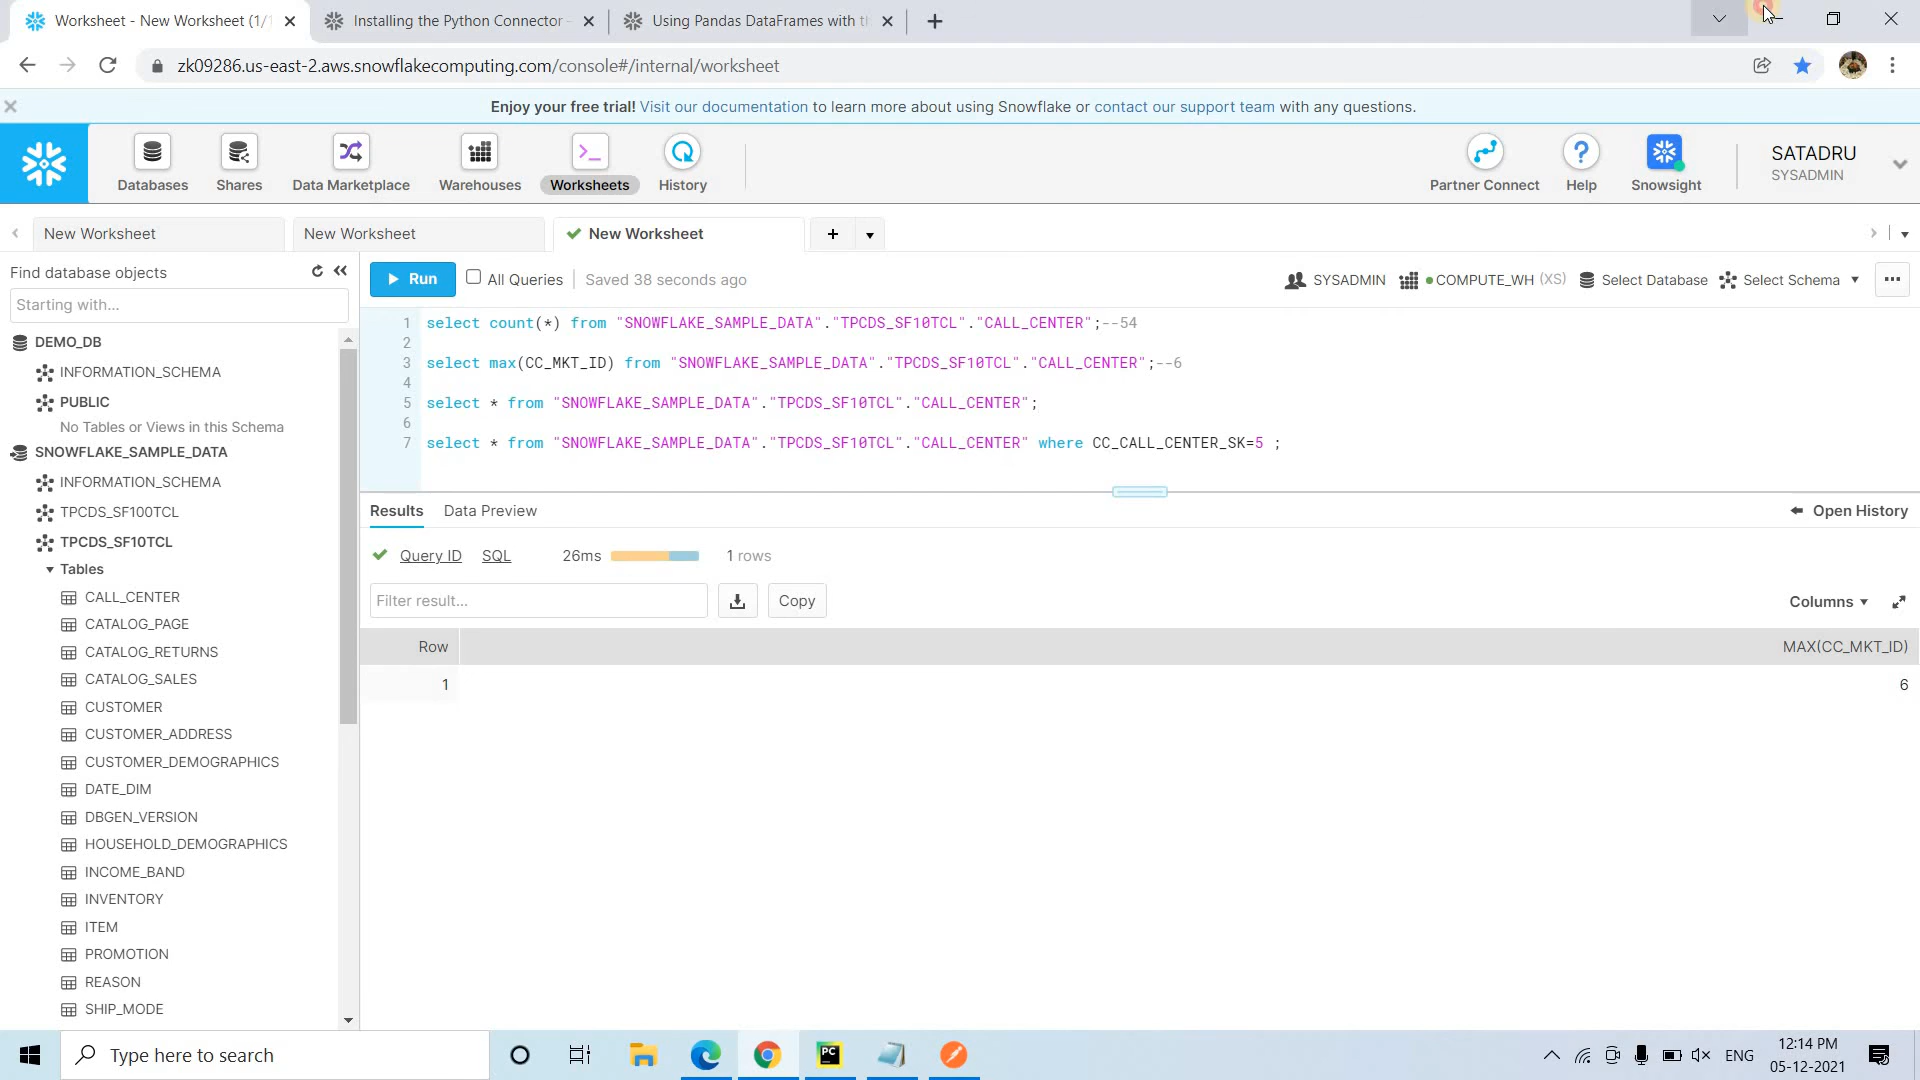 Worksheet - New Worksheet (1/1
Installing the Python Connector -
Using Pandas DataFrames with th
zk09286.us-east-2.aws.snowflakecomputing.com/console#/internal/worksheet
Enjoy your free trial! Visit our documentation to learn more about using Snowflake or contact our support team with any questions.
Databases
Shares
Data Marketplace
Warehouses
Worksheets
History
Partner Connect
Help
Snowsight
SATADRU
SYSADMIN
New Worksheet
New Worksheet
New Worksheet
Find database objects
Starting with...
Run
All Queries
Saved 38 seconds ago
SYSADMIN
COMPUTE_WH (XS)
Select Database
Select Schema
1 select count(*) from "SNOWFLAKE_SAMPLE_DATA"."TPCDS_SF10TCL"."CALL_CENTER";--54
2
3 select max(CC_MKT_ID) from "SNOWFLAKE_SAMPLE_DATA"."TPCDS_SF10TCL"."CALL_CENTER";--6
4
5 select * from "SNOWFLAKE_SAMPLE_DATA"."TPCDS_SF10TCL"."CALL_CENTER";
6
7 select * from "SNOWFLAKE_SAMPLE_DATA"."TPCDS_SF10TCL"."CALL_CENTER" where CC_CALL_CENTER_SK=5 ;
DEMO_DB
INFORMATION_SCHEMA
PUBLIC
No Tables or Views in this Schema
SNOWFLAKE_SAMPLE_DATA
INFORMATION_SCHEMA
TPCDS_SF100TCL
TPCDS_SF10TCL
Tables
CALL_CENTER
CATALOG_PAGE
CATALOG_RETURNS
CATALOG_SALES
CUSTOMER
CUSTOMER_ADDRESS
CUSTOMER_DEMOGRAPHICS
DATE_DIM
DBGEN_VERSION
HOUSEHOLD_DEMOGRAPHICS
INCOME_BAND
INVENTORY
ITEM
PROMOTION
REASON
SHIP_MODE
Results
Data Preview
Open History
Query ID
SQL
26ms
1 rows
Filter result...
Copy
Columns
Row
MAX(CC_MKT_ID)
1
6
Type here to search
PC
ENG
12:14 PM
05-12-2021